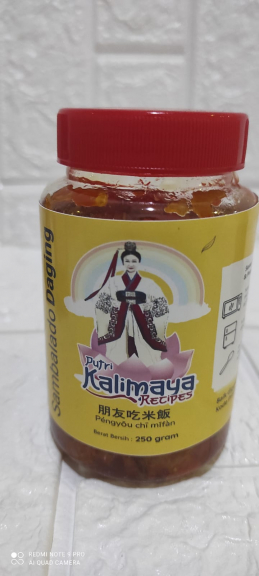 Sambalado Daging
Putri
Kalimaya
RECIPES
朋友吃米飯
Péngyǒu chī mǐfàn
Berat Bersih : 250 gram
REDMI NOTE 9 PRO
AI QUAD CAMERA